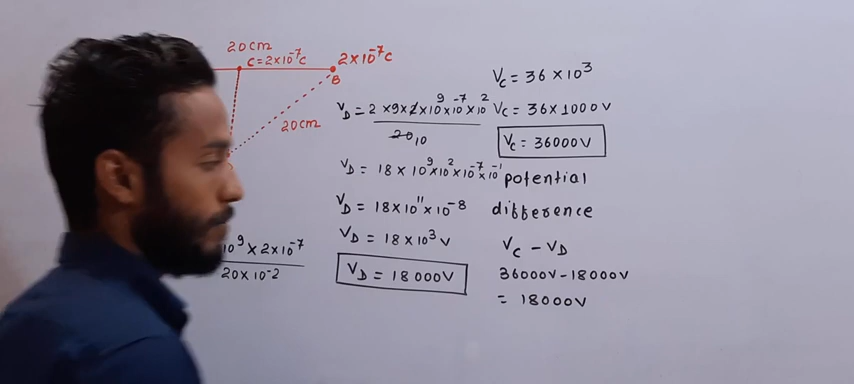 20cm
C=2×10⁻⁷C
2×10⁻⁷C
B
20cm
10⁹ × 2×10⁻⁷
20×10⁻²
V_D = 2×9×2×10⁹×10⁻⁷×10²
20 10
V_D = 18 × 10⁹×10²×10⁻⁷×10⁻¹
V_D = 18×10¹¹×10⁻⁸
V_D = 18×10³ V
V_D = 18000V
V_C = 36×10³
V_C = 36×1000V
V_C = 36000V
potential
difference
V_C − V_D
36000V−18000V
= 18000V